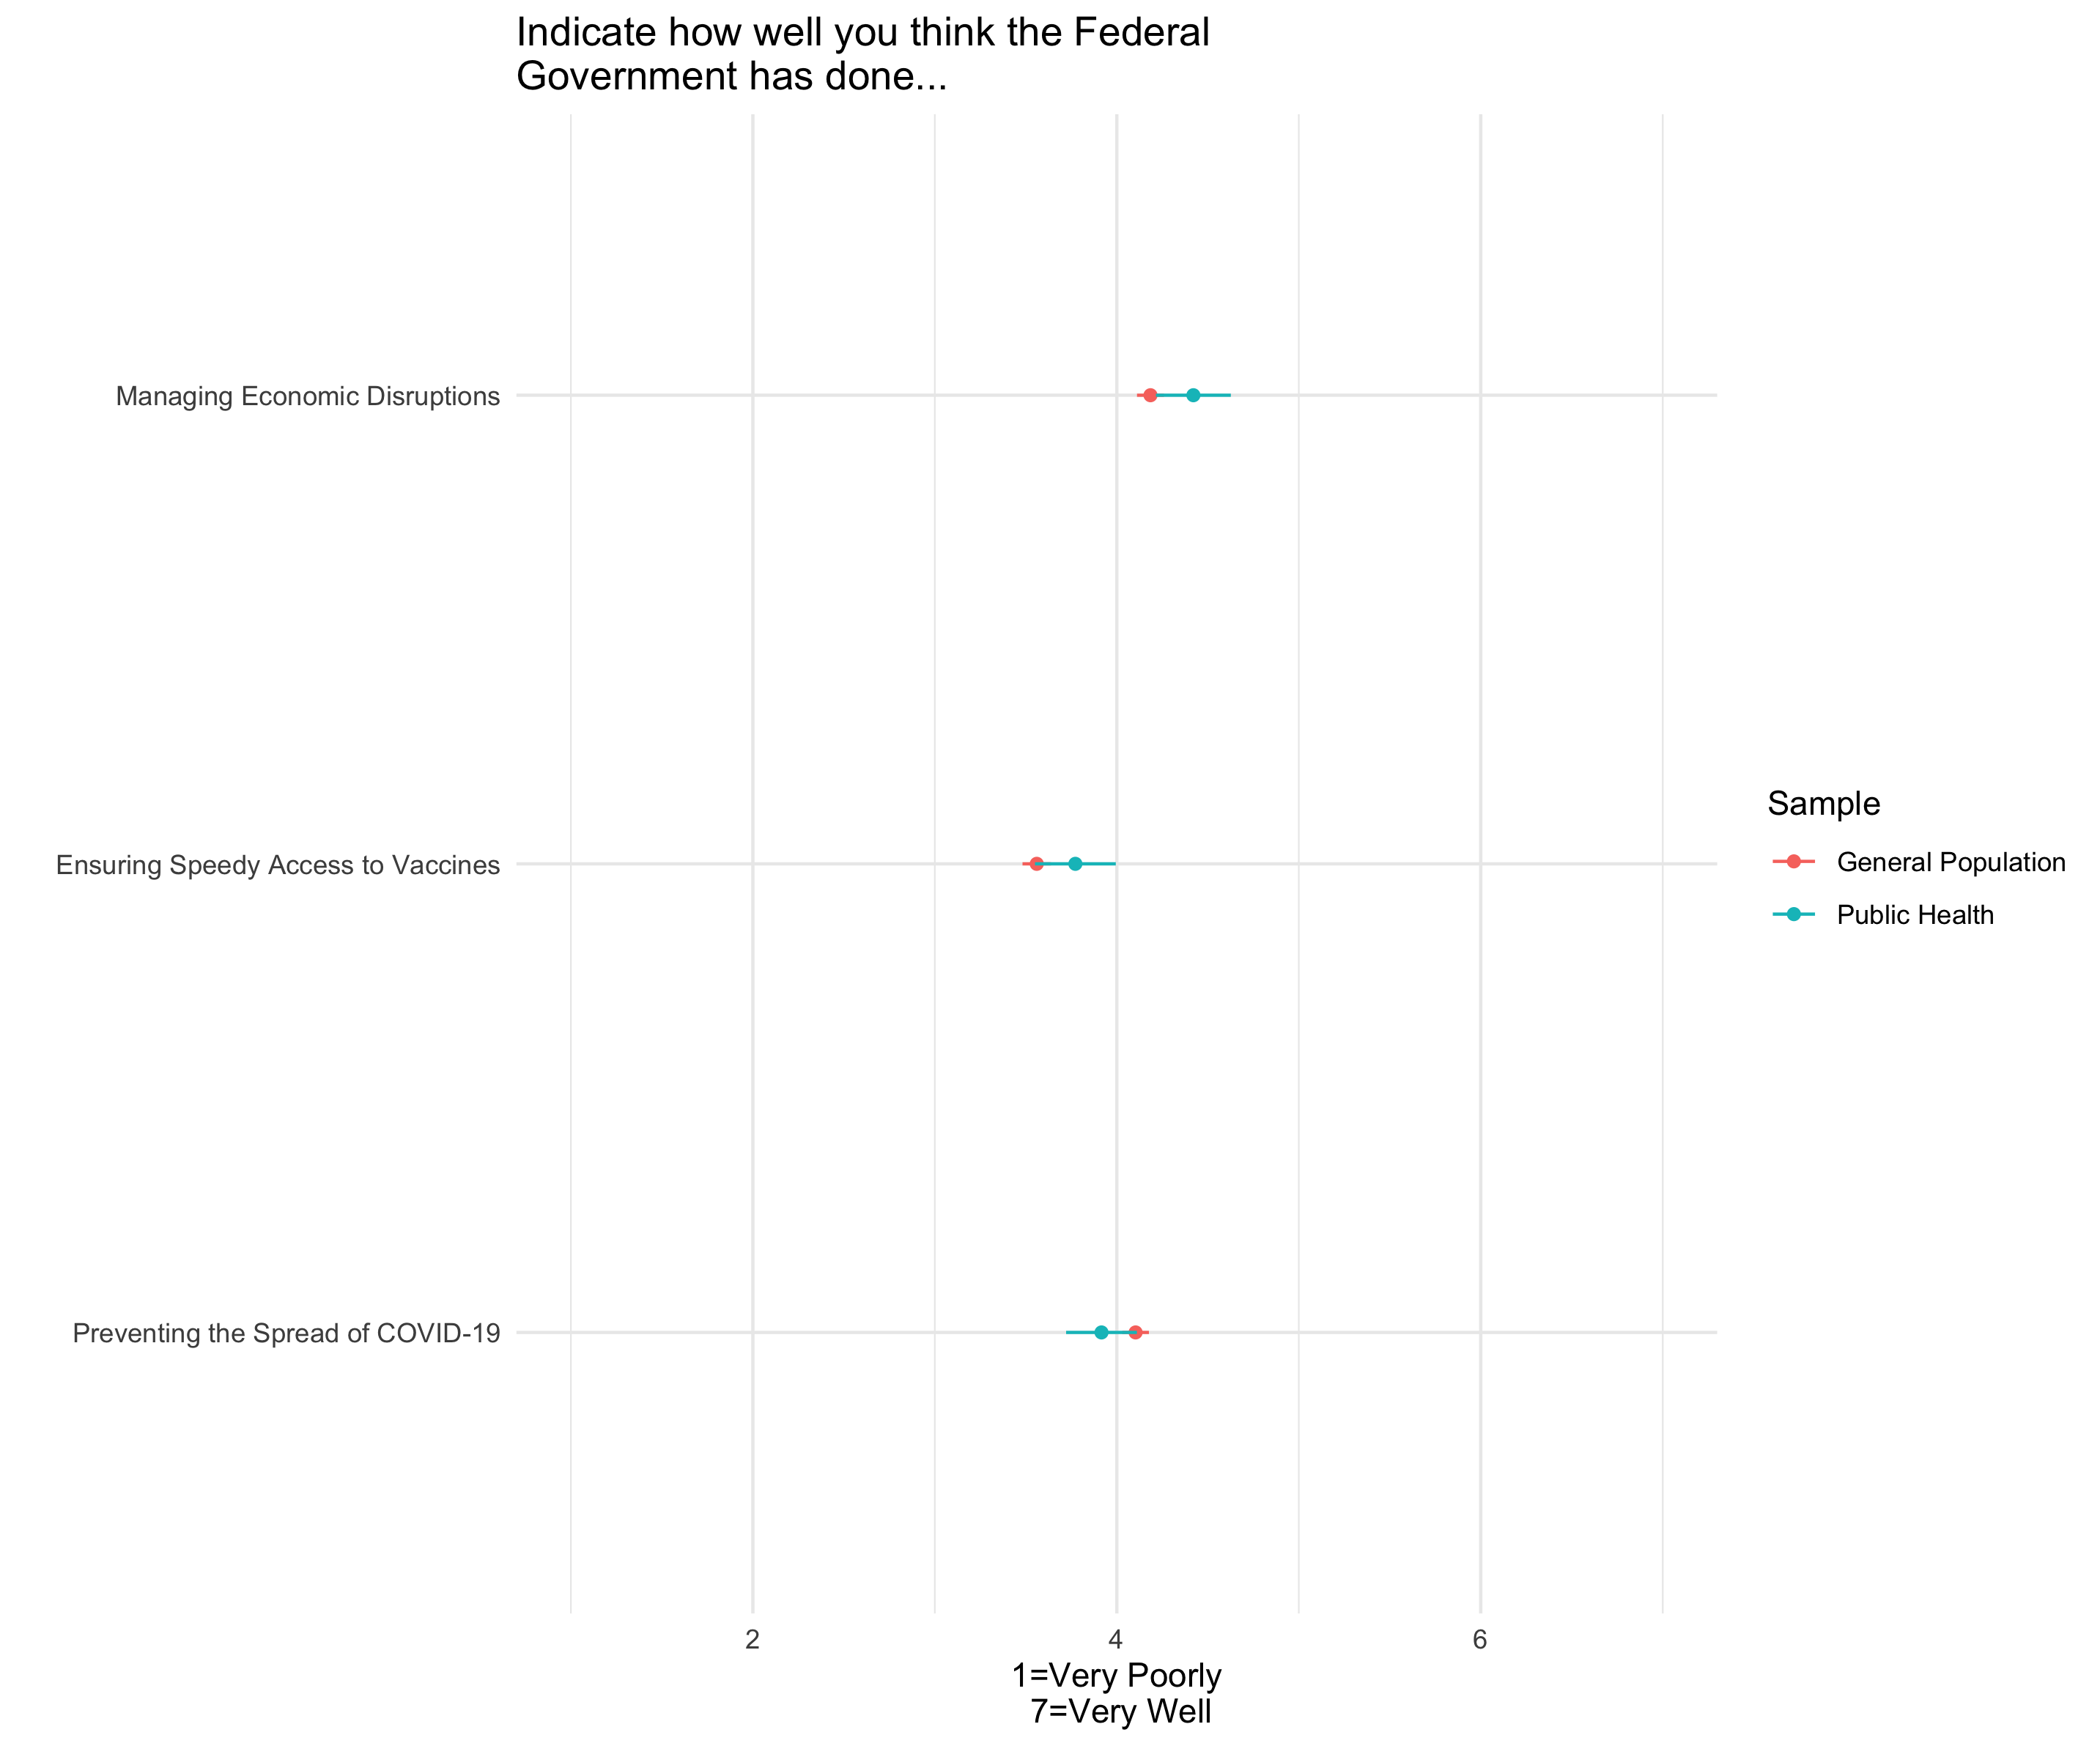 Indicate how well you think the Federal
Government has done...
Managing Economic Disruptions
Ensuring Speedy Access to Vaccines
Preventing the Spread of COVID-19
2
4
6
1=Very Poorly
7=Very Well
Sample
General Population
Public Health